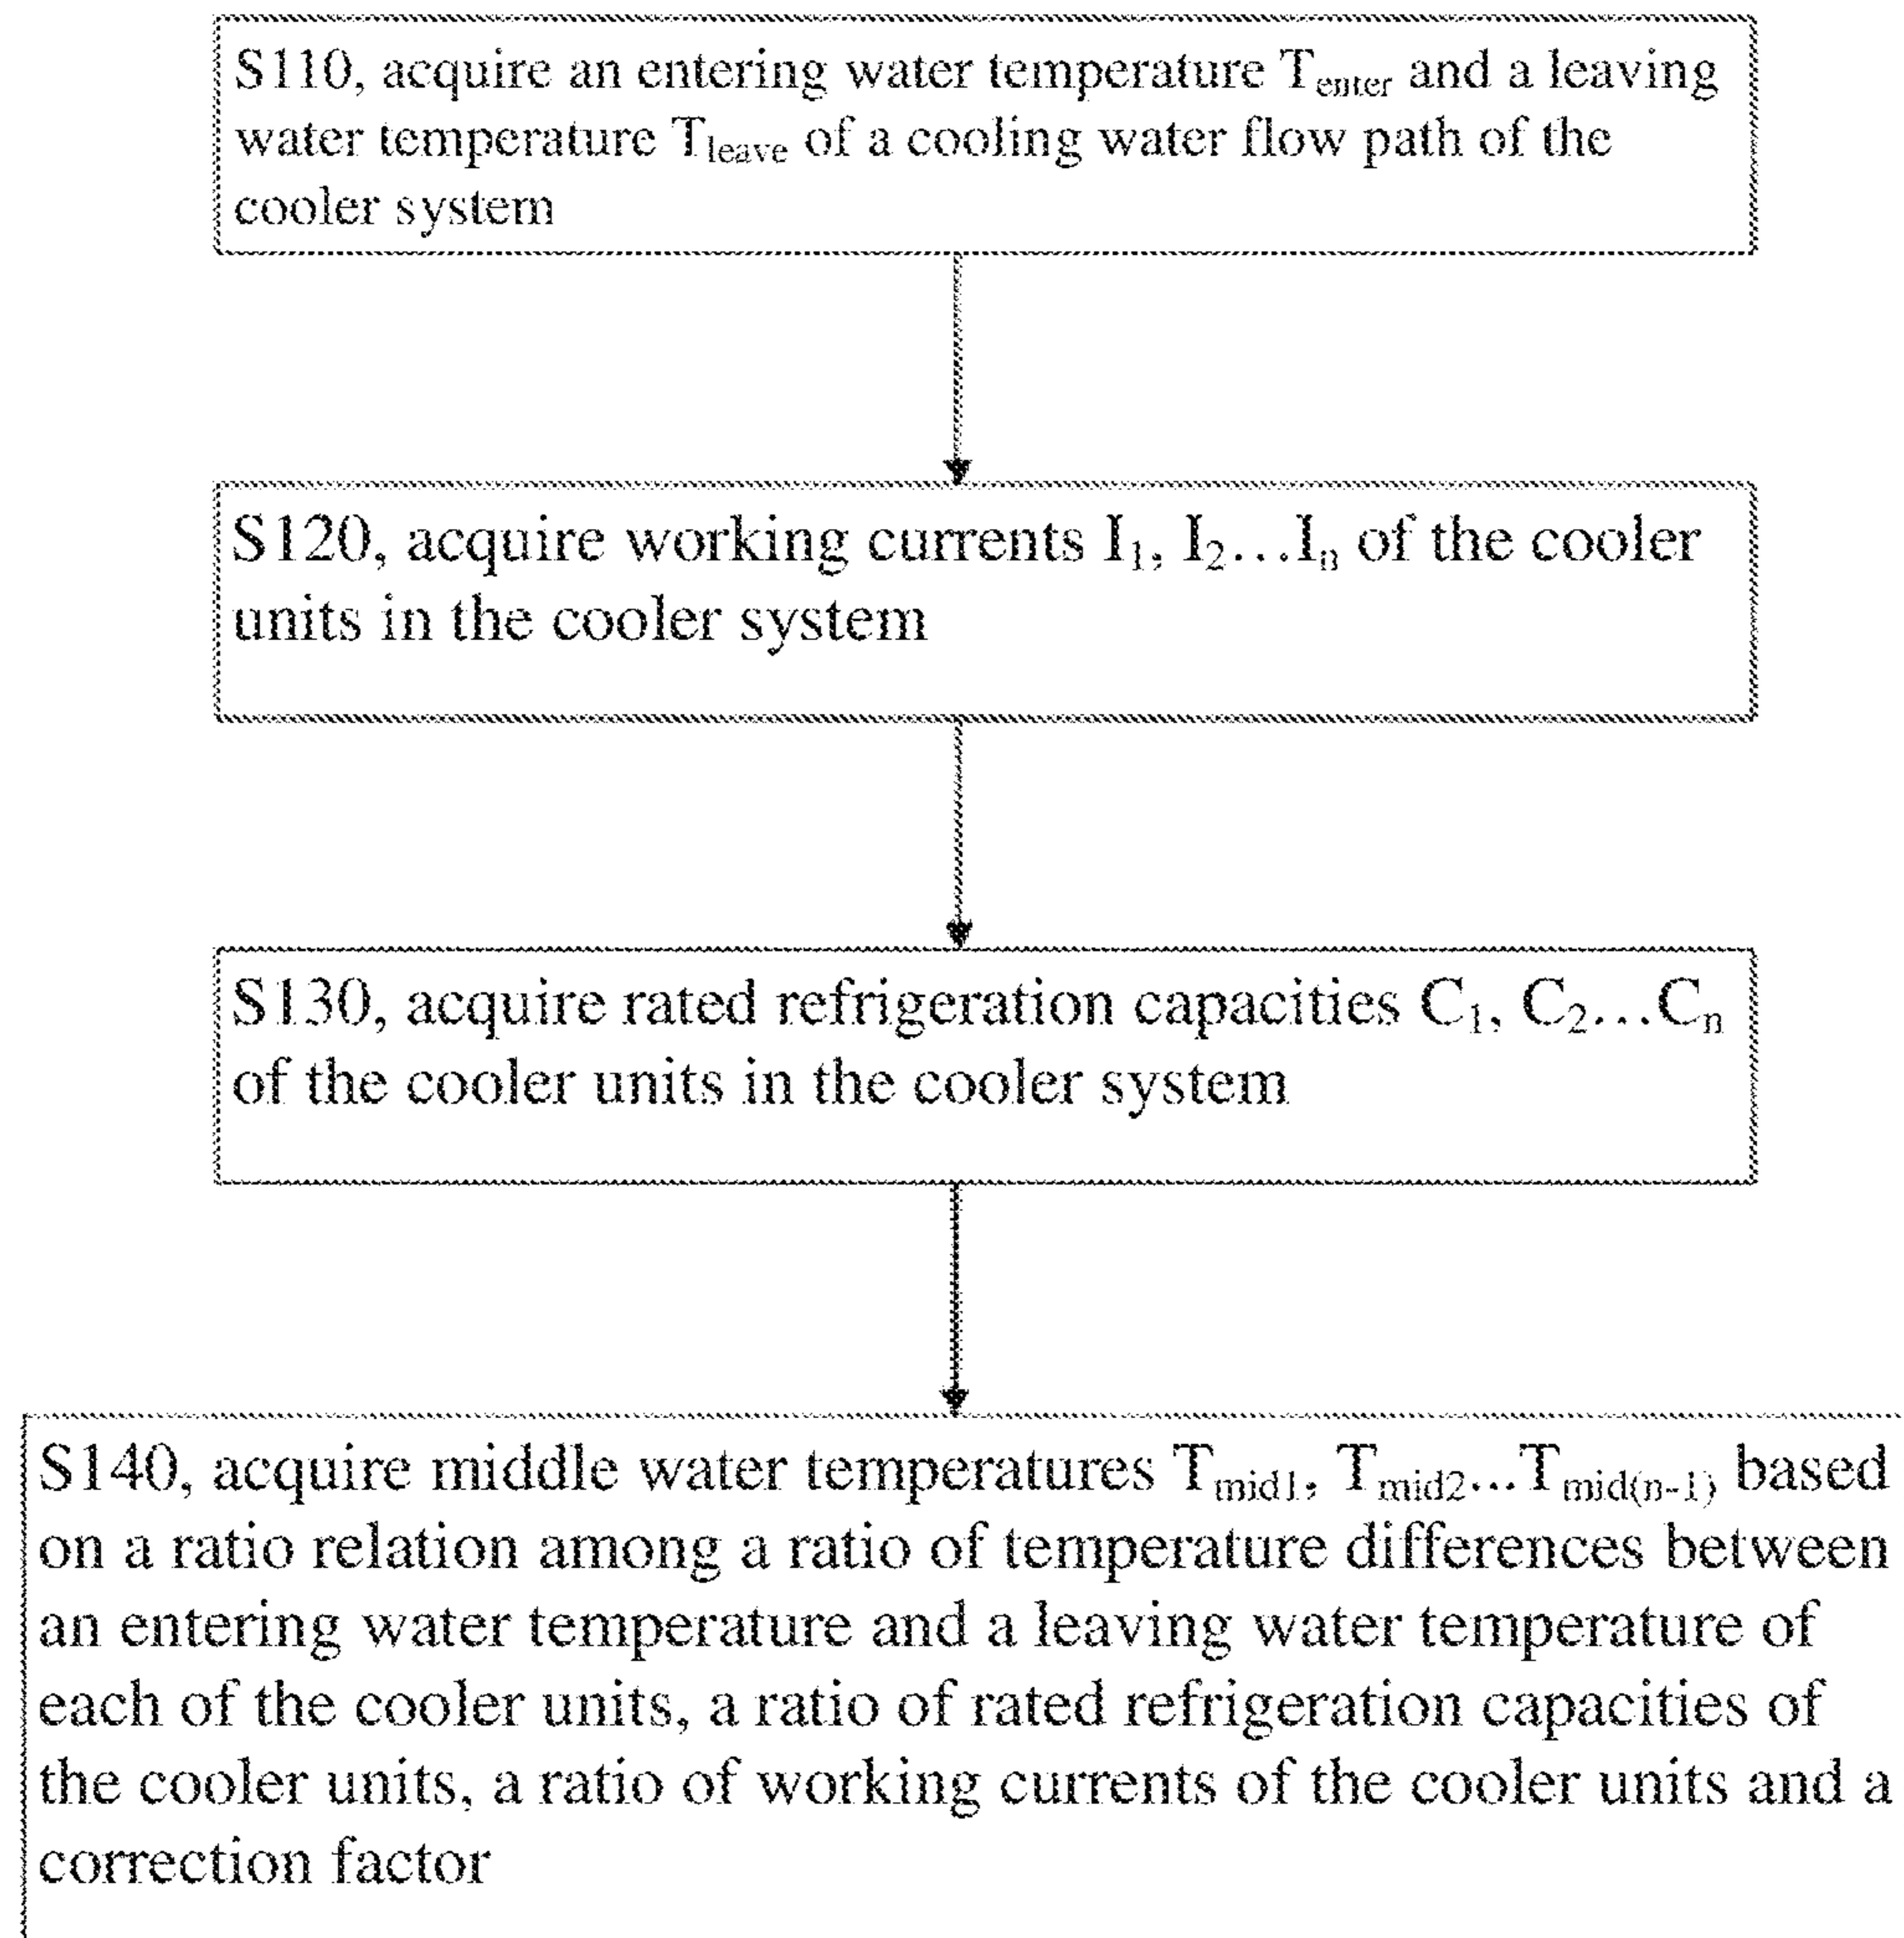 S110, acquire an entering water temperature Tenter and a leaving
water temperature Tleave of a cooling water flow path of the
cooler system
S120, acquire working currents I1, I2…In of the cooler
units in the cooler system
S130, acquire rated refrigeration capacities C1, C2…Cn
of the cooler units in the cooler system
S140, acquire middle water temperatures Tmid1, Tmid2...Tmid(n-1) based
on a ratio relation among a ratio of temperature differences between
an entering water temperature and a leaving water temperature of
each of the cooler units, a ratio of rated refrigeration capacities of
the cooler units, a ratio of working currents of the cooler units and a
correction factor